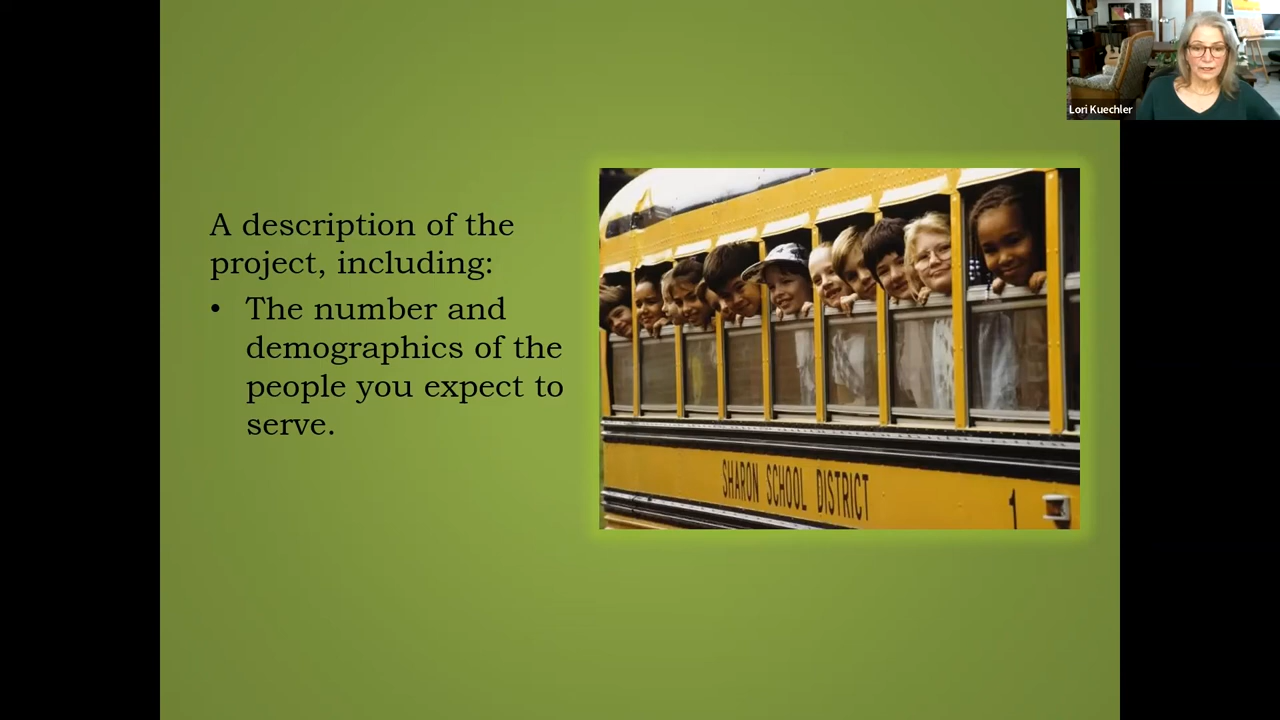 A description of the
project, including:
• The number and
demographics of the
people you expect to
serve.
SHARON SCHOOL DISTRICT
1
Lori Kuechler